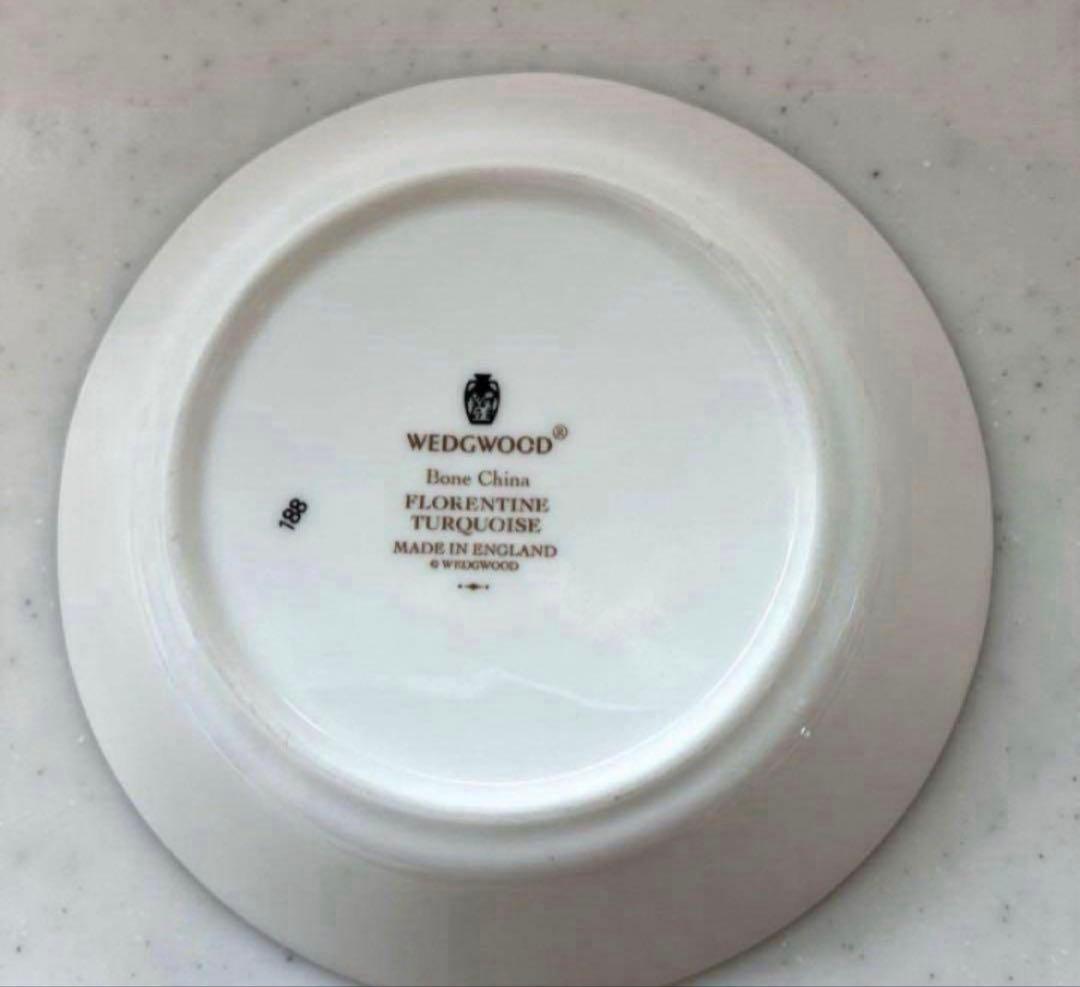 WEDGWOOD®
Bone China
FLORENTINE
TURQUOISE
MADE IN ENGLAND
© WEDGWOOD
188